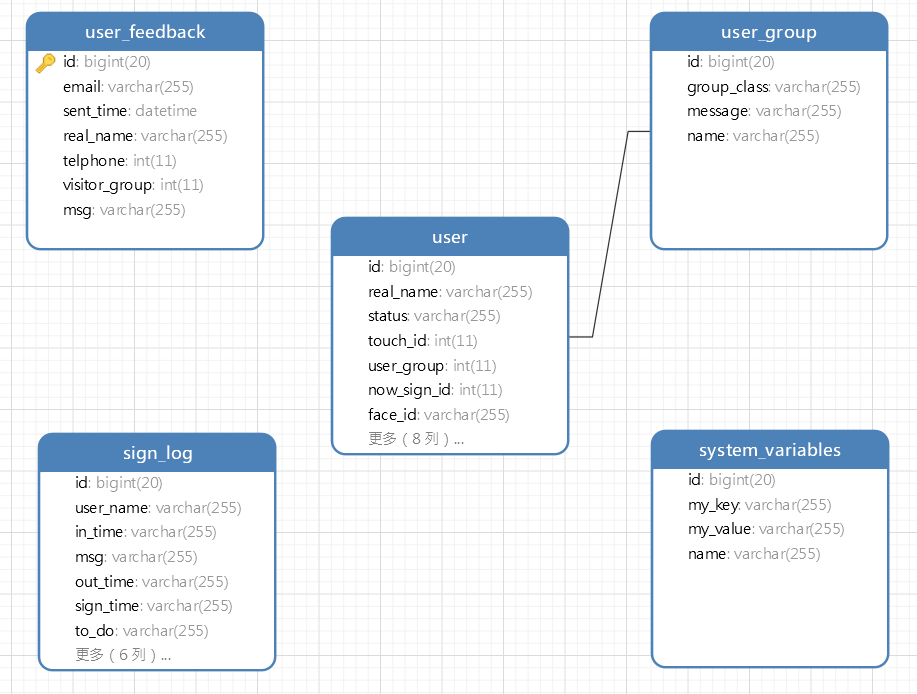 user_feedback
id: bigint(20)
email: varchar(255)
sent_time: datetime
real_name: varchar(255)
telphone: int(11)
visitor_group: int(11)
msg: varchar(255)
user_group
id: bigint(20)
group_class: varchar(255)
message: varchar(255)
name: varchar(255)
user
id: bigint(20)
real_name: varchar(255)
status: varchar(255)
touch_id: int(11)
user_group: int(11)
now_sign_id: int(11)
face_id: varchar(255)
更多（8 列）...
sign_log
id: bigint(20)
user_name: varchar(255)
in_time: varchar(255)
msg: varchar(255)
out_time: varchar(255)
sign_time: varchar(255)
to_do: varchar(255)
更多（6 列）...
system_variables
id: bigint(20)
my_key: varchar(255)
my_value: varchar(255)
name: varchar(255)